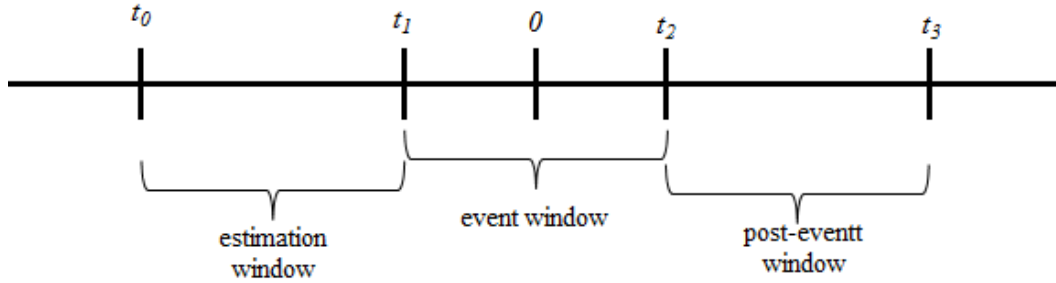 t0 t1 0 t2 t3
estimation
window
event window
post-eventt
window